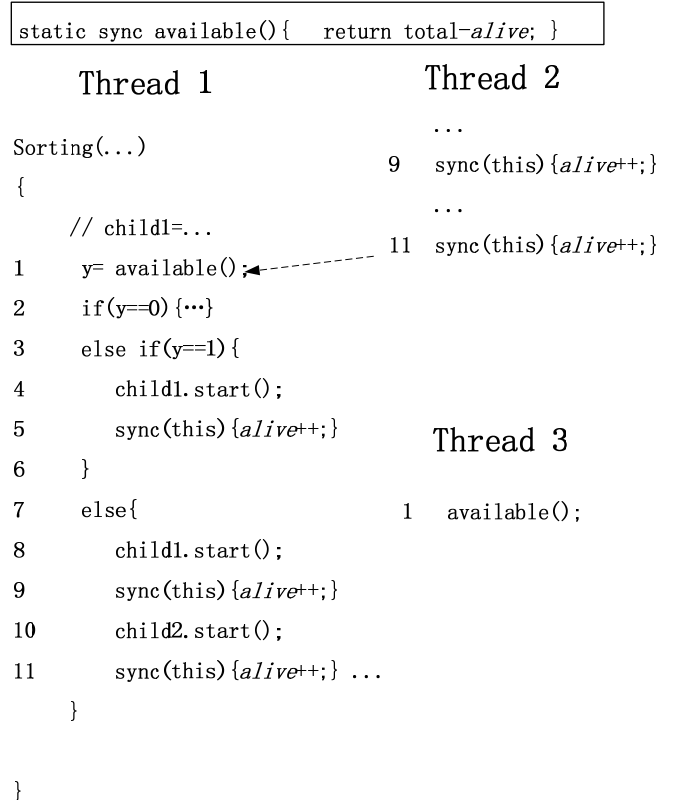 static sync available(){   return total-alive; }
Thread 1
Sorting(...)
{
// child1=...
1 y= available();
2 if(y==0){…}
3 else if(y==1){
4 child1.start();
5 sync(this){alive++;}
6 }
7 else{
8 child1.start();
9 sync(this){alive++;}
10 child2.start();
11 sync(this){alive++;} ...
}
}
Thread 2
...
9 sync(this){alive++;}
...
11 sync(this){alive++;}
Thread 3
1 available();